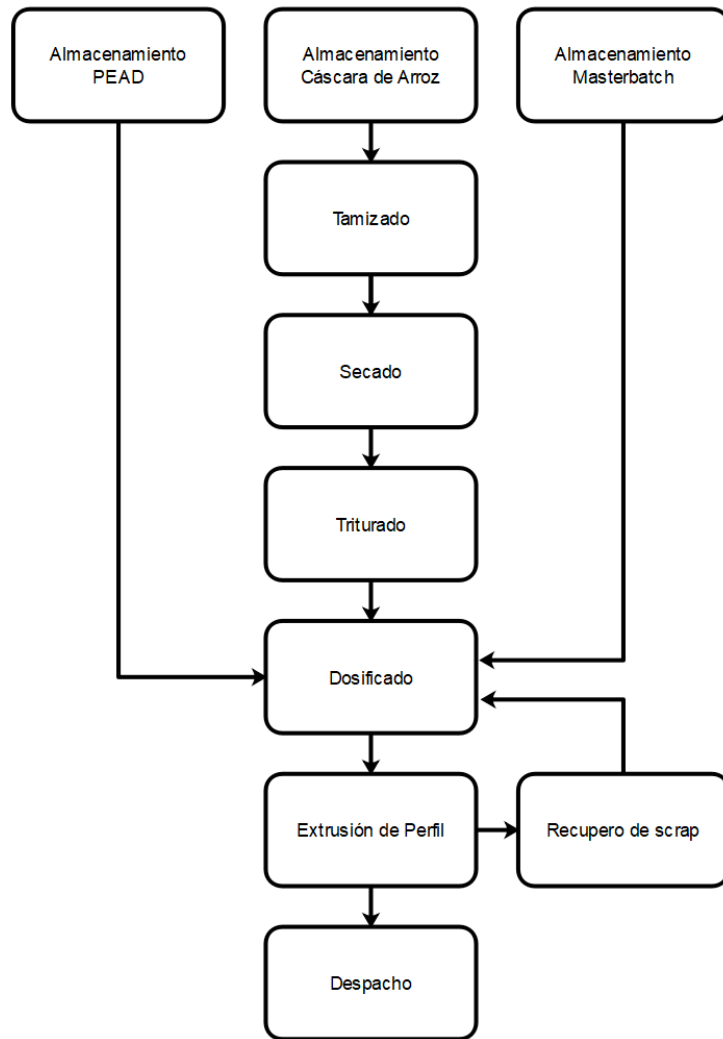 Almacenamiento
PEAD
Almacenamiento
Cáscara de Arroz
Almacenamiento
Masterbatch
Tamizado
Secado
Triturado
Dosificado
Extrusión de Perfil
Recupero de scrap
Despacho